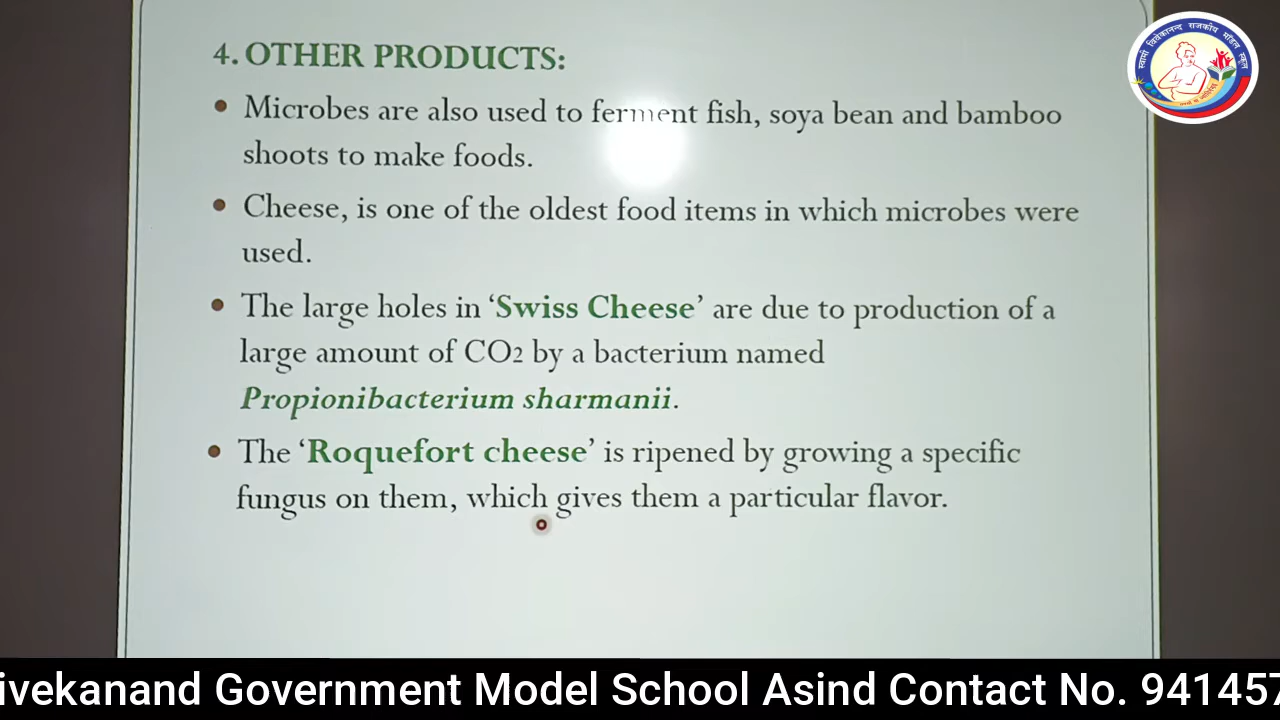 4. OTHER PRODUCTS:
• Microbes are also used to ferment fish, soya bean and bamboo
shoots to make foods.
• Cheese, is one of the oldest food items in which microbes were
used.
• The large holes in ‘Swiss Cheese’ are due to production of a
large amount of CO2 by a bacterium named
Propionibacterium sharmanii.
• The ‘Roquefort cheese’ is ripened by growing a specific
fungus on them, which gives them a particular flavor.
स्वामी विवेकानन्द राजकीय मॉडल स्कूल
ivekanand Government Model School Asind Contact No. 941457